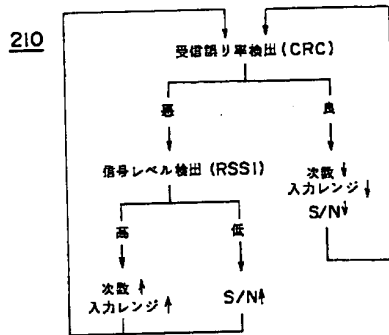 210
受信誤り率検出(CRC)
悪
良
信号レベル検出(RSSI)
次数↓
入力レンジ↓
S/N↓
高
低
次数↑
入力レンジ↑
S/N↑